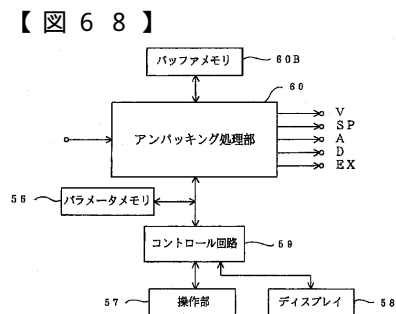 【図６８】
バッファメモリ
60B
60
アンパッキング処理部
V
SP
A
D
EX
56
パラメータメモリ
コントロール回路
59
57
操作部
ディスプレイ
58